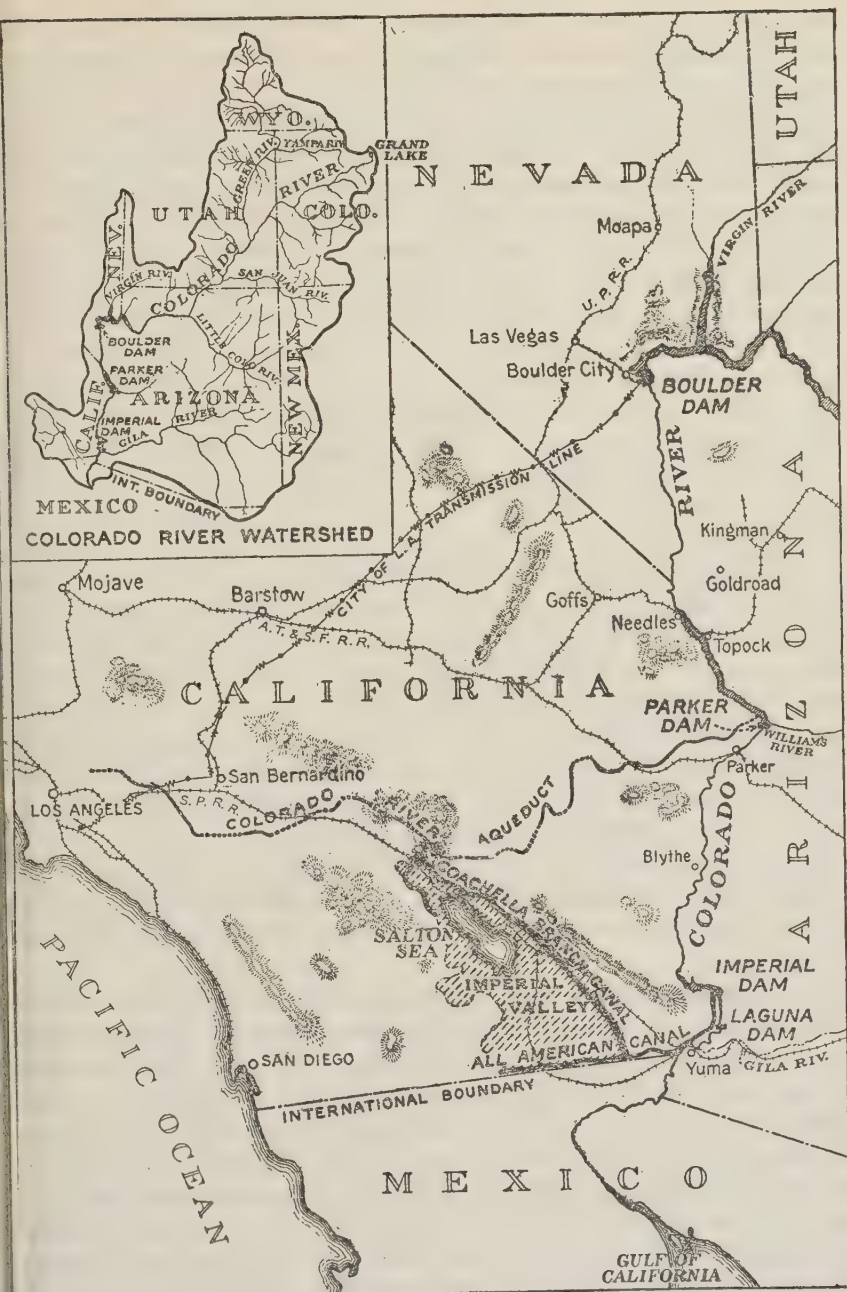 WYO.
YAMPA RIV.
GRAND
LAKE
GREEN RIV.
RIVER
UTAH
COLO.
NEV.
VIRGIN RIV.
COLORADO
SAN JUAN RIV.
LITTLE COLO RIV.
BOULDER
DAM
PARKER
DAM
ARIZONA
NEW MEX.
CALIF.
IMPERIAL
DAM
GILA RIVER
INT. BOUNDARY
MEXICO
COLORADO RIVER WATERSHED
UTAH
NEVADA
Moapa
VIRGIN RIVER
U. P. R. R.
Las Vegas
Boulder City
BOULDER
DAM
RIVER
CITY OF L.A. TRANSMISSION LINE
Kingman
Goldroad
Mojave
Barstow
A.T. & S.F. R.R.
Goffs
Needles
Topock
CALIFORNIA
ARIZONA
PARKER
DAM
WILLIAMS
RIVER
Parker
San Bernardino
LOS ANGELES
S.P.R.R.
COLORADO RIVER AQUEDUCT
COLORADO
Blythe
COACHELLA BRANCH CANAL
SALTON
SEA
IMPERIAL
VALLEY
IMPERIAL
DAM
LAGUNA
DAM
ALL AMERICAN CANAL
Yuma
GILA RIV.
SAN DIEGO
INTERNATIONAL BOUNDARY
PACIFIC OCEAN
MEXICO
GULF OF
CALIFORNIA